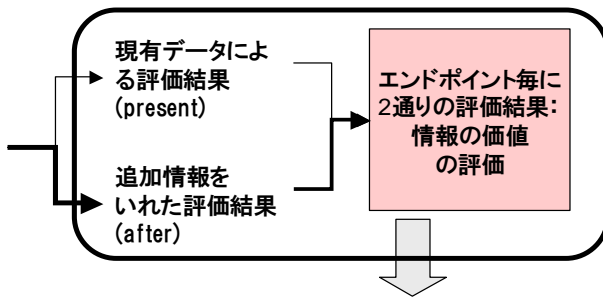 現有データによ
る評価結果
(present)
追加情報を
いれた評価結果
(after)
エンドポイント毎に
2通りの評価結果：
情報の価値
の評価